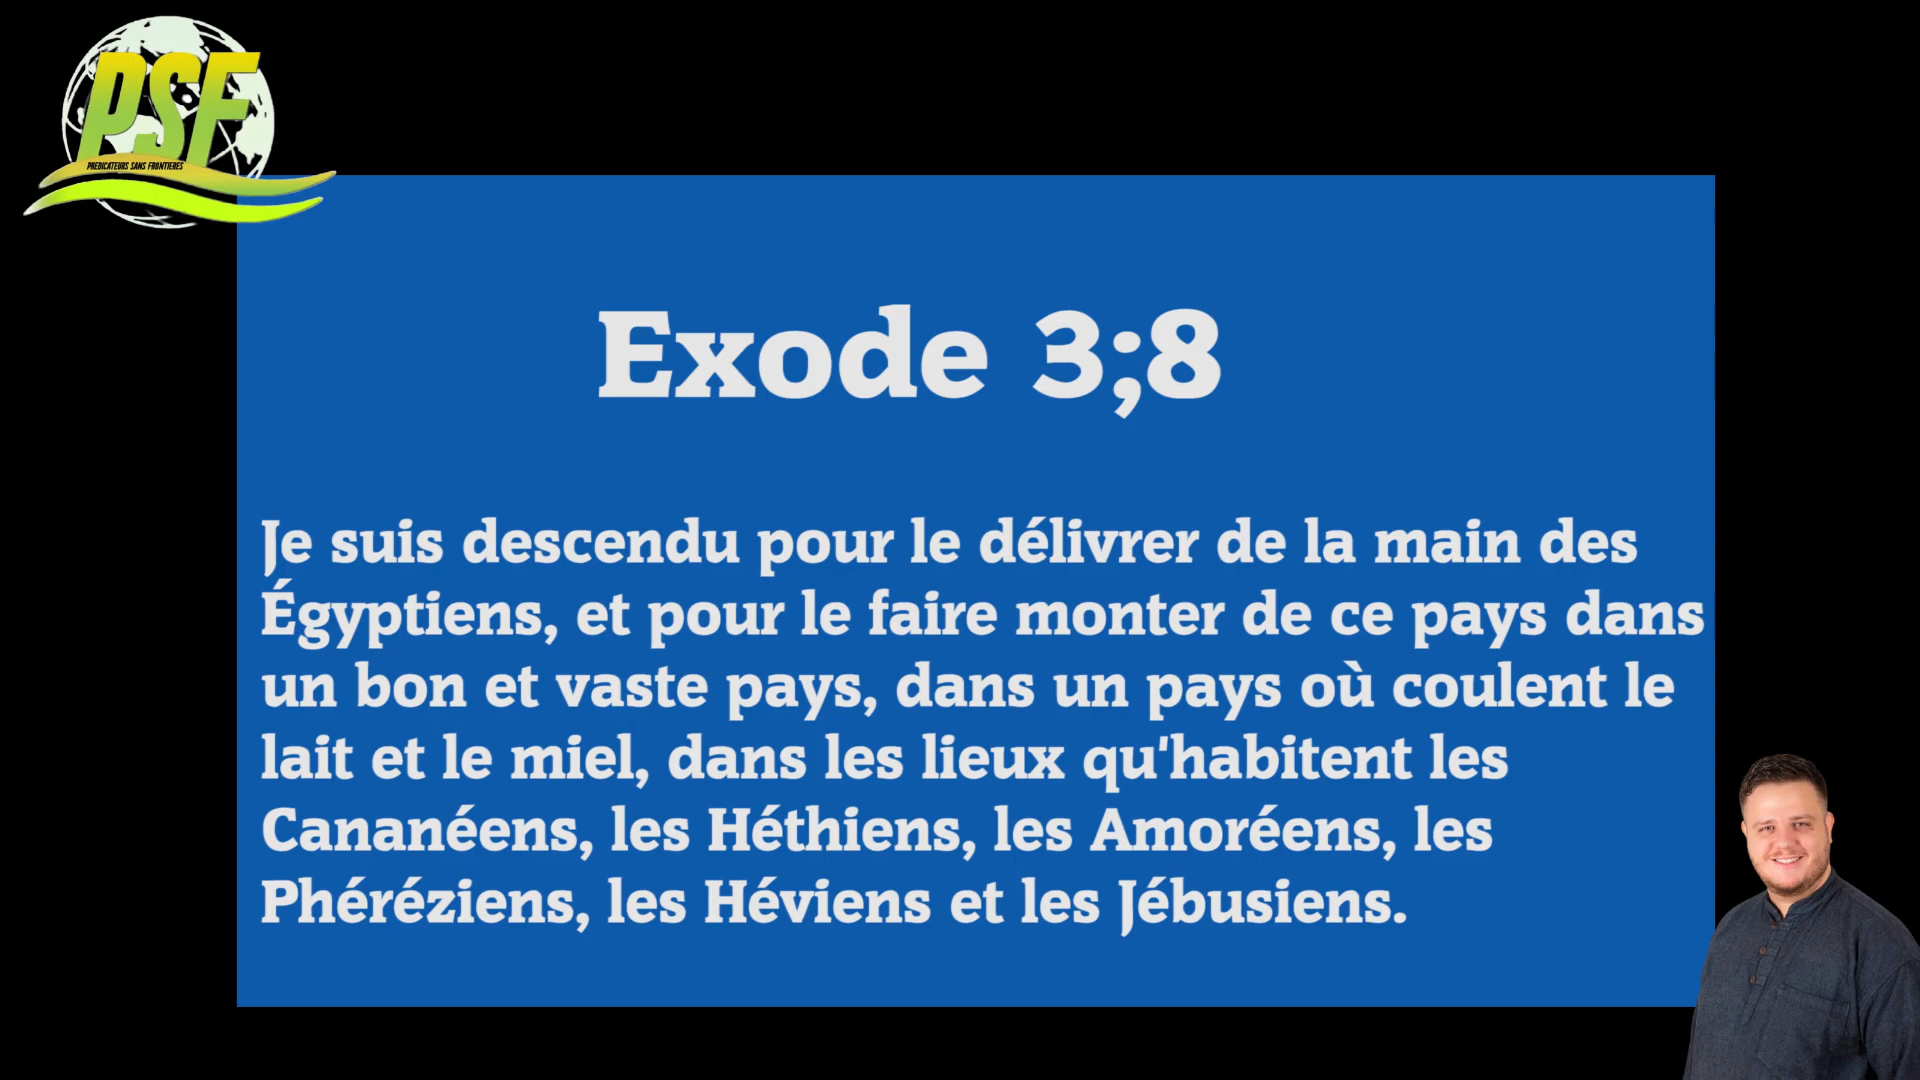 PSF
PREDICATEURS SANS FRONTIERES
Exode 3;8
Je suis descendu pour le délivrer de la main des
Égyptiens, et pour le faire monter de ce pays dans
un bon et vaste pays, dans un pays où coulent le
lait et le miel, dans les lieux qu'habitent les
Cananéens, les Héthiens, les Amoréens, les
Phéréziens, les Héviens et les Jébusiens.